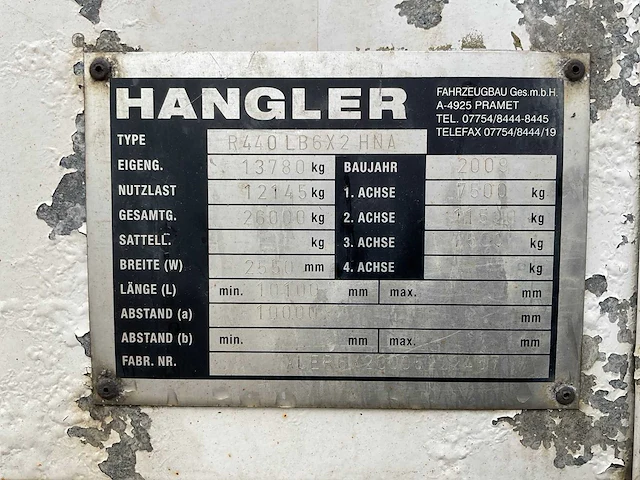 HANGLER
FAHRZEUGBAU Ges.m.b.H.
A-4925 PRAMET
TEL. 07754/8444-8445
TELEFAX 07754/8444/19
TYPE R440 LB6X2 HNA
EIGENG. 13780 kg BAUJAHR
NUTZLAST 12145 kg 1. ACHSE 7500 kg
GESAMTG. 26000 kg 2. ACHSE kg
SATTELL. kg 3. ACHSE kg
BREITE (W) 2550 mm 4. ACHSE kg
LÄNGE (L) min. 10100 mm max. mm
ABSTAND (a) mm
ABSTAND (b) min. mm max. mm
FABR. NR.